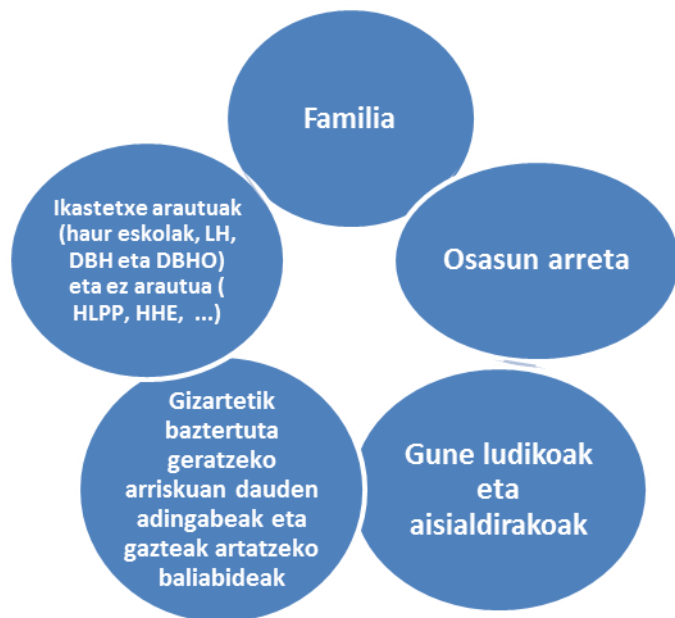 Familia
Osasun arreta
Gune ludikoak
eta
aisialdirakoak
Gizartetik
baztertuta
geratzeko
arriskuan dauden
adingabeak eta
gazteak artatzeko
baliabideak
Ikastetxe arautuak
(haur eskolak, LH,
DBH eta DBHO)
eta ez arautua (
HLPP, HHE,  ...)